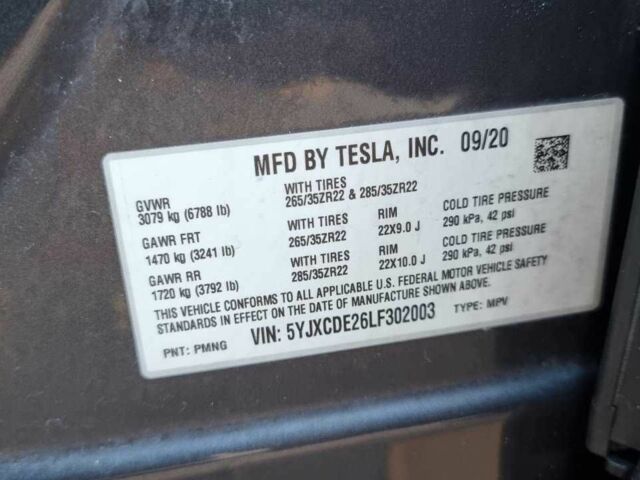 MFD BY TESLA, INC. 09/20
GVWR
3079 kg (6788 lb)
WITH TIRES
265/35ZR22 & 285/35ZR22
GAWR FRT
1470 kg (3241 lb)
WITH TIRES
265/35ZR22
RIM
22X9.0 J
COLD TIRE PRESSURE
290 kPa, 42 psi
GAWR RR
1720 kg (3792 lb)
WITH TIRES
285/35ZR22
RIM
22X10.0 J
COLD TIRE PRESSURE
290 kPa, 42 psi
THIS VEHICLE CONFORMS TO ALL APPLICABLE U.S. FEDERAL MOTOR VEHICLE SAFETY
STANDARDS IN EFFECT ON THE DATE OF MANUFACTURE SHOWN ABOVE.
PNT: PMNG VIN: 5YJXCDE26LF302003 TYPE: MPV